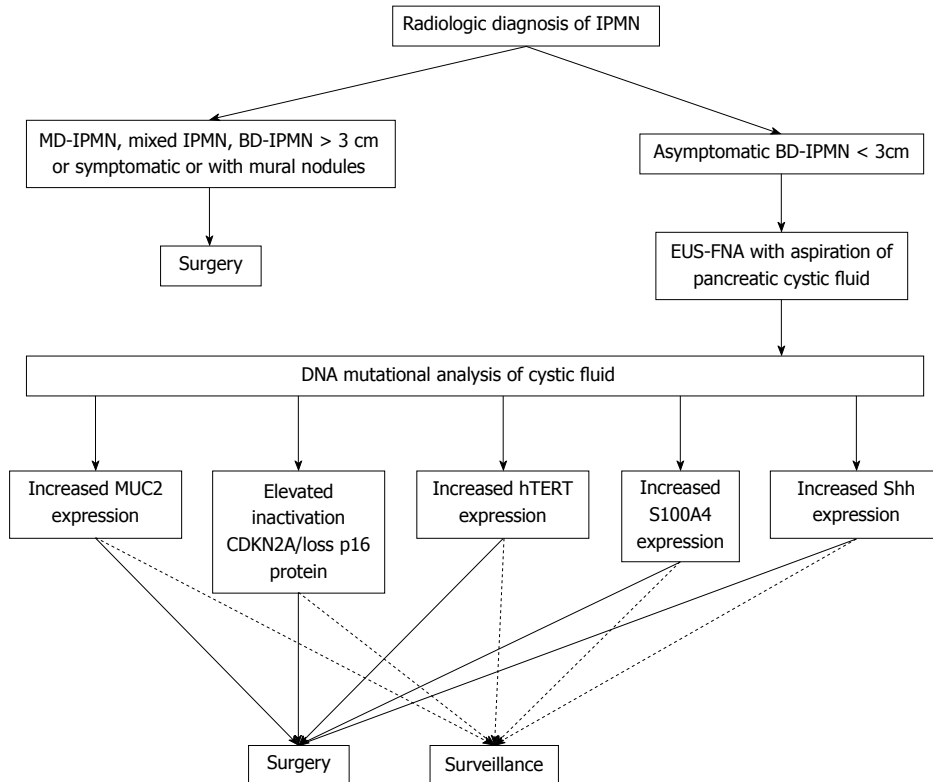 Radiologic diagnosis of IPMN
MD-IPMN, mixed IPMN, BD-IPMN > 3 cm
or symptomatic or with mural nodules
Asymptomatic BD-IPMN < 3cm
Surgery
EUS-FNA with aspiration of
pancreatic cystic fluid
DNA mutational analysis of cystic fluid
Increased MUC2
expression
Elevated
inactivation
CDKN2A/loss p16
protein
Increased hTERT
expression
Increased
S100A4
expression
Increased Shh
expression
Surgery
Surveillance